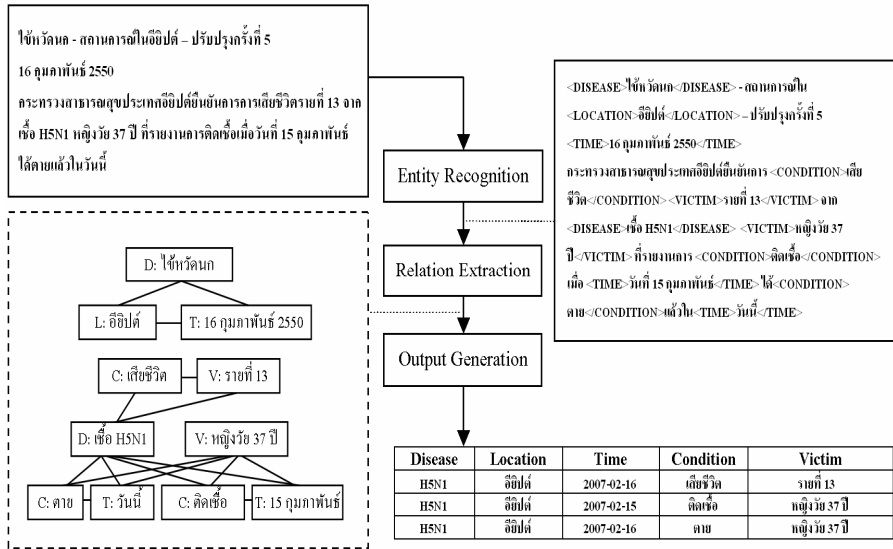 ไข้หวัดนก - สถานการณ์ในอียิปต์ – ปรับปรุงครั้งที่ 5
16 กุมภาพันธ์ 2550
กระทรวงสาธารณสุขประเทศอียิปต์ยืนยันการการเสียชีวิตรายที่ 13 จาก
เชื้อ H5N1 หญิงวัย 37 ปี ที่รายงานการติดเชื้อเมื่อวันที่ 15 กุมภาพันธ์
ได้ตายแล้วในวันนี้
Entity Recognition
Relation Extraction
Output Generation
<DISEASE>ไข้หวัดนก</DISEASE> - สถานการณ์ใน
<LOCATION>อียิปต์</LOCATION> – ปรับปรุงครั้งที่ 5
<TIME>16 กุมภาพันธ์ 2550</TIME>
กระทรวงสาธารณสุขประเทศอียิปต์ยืนยันการ <CONDITION>เสีย
ชีวิต</CONDITION> <VICTIM>รายที่ 13</VICTIM> จาก
<DISEASE>เชื้อ H5N1</DISEASE> <VICTIM>หญิงวัย 37
ปี</VICTIM> ที่รายงานการ <CONDITION>ติดเชื้อ</CONDITION>
เมื่อ <TIME>วันที่ 15 กุมภาพันธ์</TIME> ได้<CONDITION>
ตาย</CONDITION>แล้วใน<TIME>วันนี้</TIME>
D: ไข้หวัดนก
L: อียิปต์ T: 16 กุมภาพันธ์ 2550
C: เสียชีวิต V: รายที่ 13
D: เชื้อ H5N1 V: หญิงวัย 37 ปี
C: ตาย T: วันนี้ C: ติดเชื้อ T: 15 กุมภาพันธ์
Disease Location Time Condition Victim
H5N1 อียิปต์ 2007-02-16 เสียชีวิต รายที่ 13
H5N1 อียิปต์ 2007-02-15 ติดเชื้อ หญิงวัย 37 ปี
H5N1 อียิปต์ 2007-02-16 ตาย หญิงวัย 37 ปี